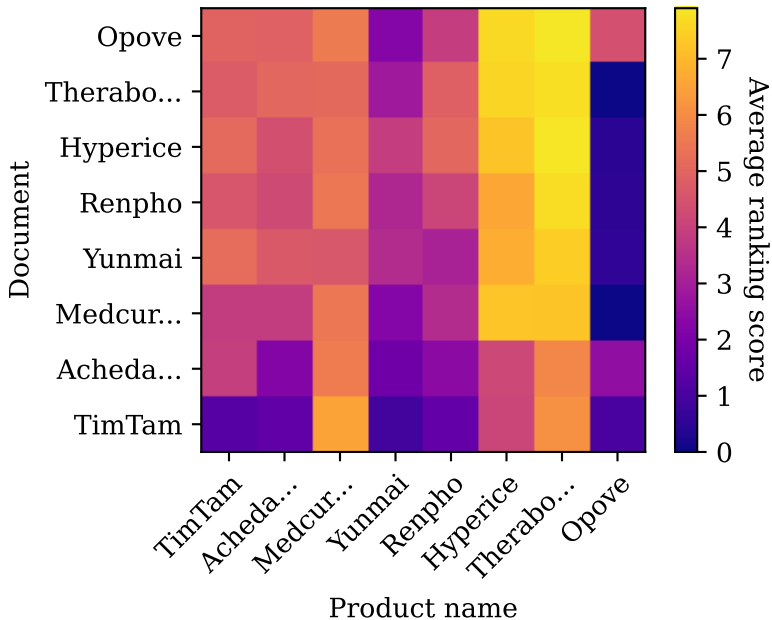 Document
Opove
Therabo...
Hyperice
Renpho
Yunmai
Medcur...
Acheda...
TimTam
TimTam
Acheda...
Medcur...
Yunmai
Renpho
Hyperice
Therabo...
Opove
Product name
7
6
5
4
3
2
1
0
Average ranking score